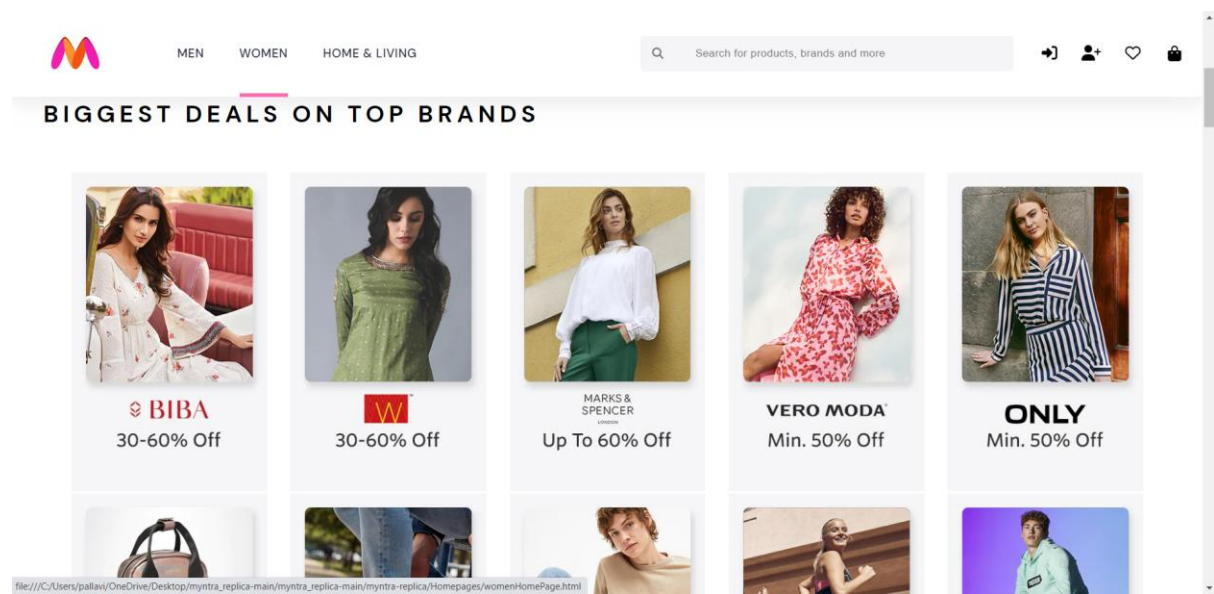 MEN WOMEN HOME & LIVING Search for products, brands and more
BIGGEST DEALS ON TOP BRANDS
BIBA
30-60% Off
W™
30-60% Off
MARKS &
SPENCER
LONDON
Up To 60% Off
VERO MODA
Min. 50% Off
ONLY
Min. 50% Off
file:///C:/Users/pallavi/OneDrive/Desktop/myntra_replica-main/myntra_replica-main/myntra-replica/Homepages/womenHomePage.html